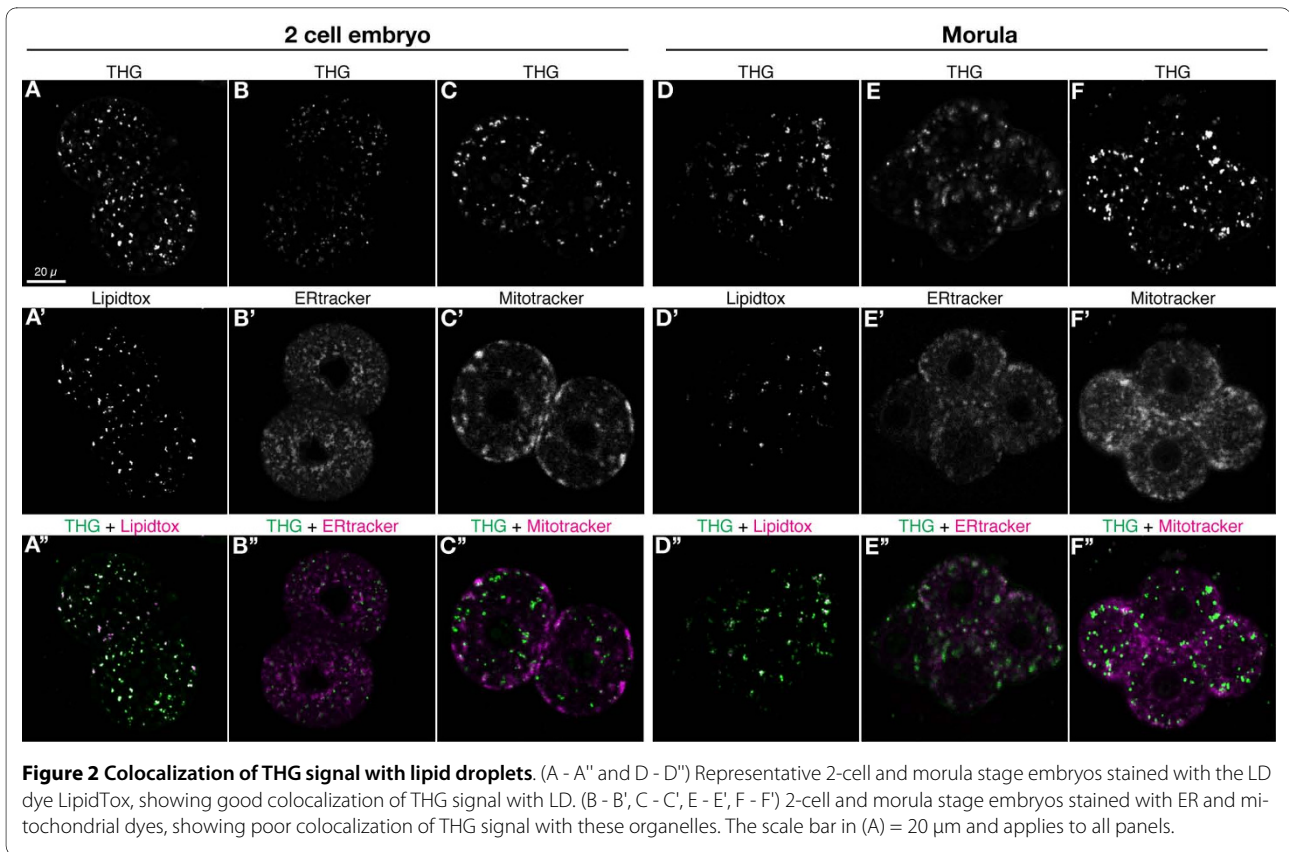 2 cell embryo Morula
THG THG THG THG THG THG
A B C D E F
20 µ
Lipidtox ERtracker Mitotracker Lipidtox ERtracker Mitotracker
A' B' C' D' E' F'
THG + Lipidtox THG + ERtracker THG + Mitotracker THG + Lipidtox THG + ERtracker THG + Mitotracker
A" B" C" D" E" F"
Figure 2 Colocalization of THG signal with lipid droplets. (A - A'' and D - D'') Representative 2-cell and morula stage embryos stained with the LD
dye LipidTox, showing good colocalization of THG signal with LD. (B - B', C - C', E - E', F - F') 2-cell and morula stage embryos stained with ER and mi-
tochondrial dyes, showing poor colocalization of THG signal with these organelles. The scale bar in (A) = 20 μm and applies to all panels.